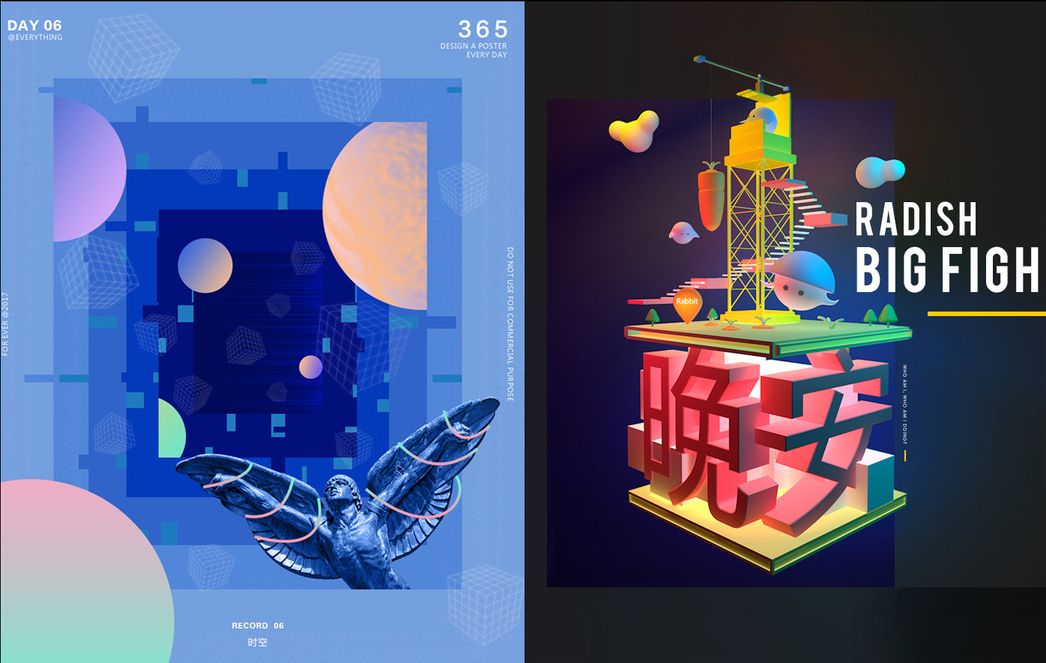 DAY 06
@EVERYTHING
365
DESIGN A POSTER
EVERY DAY
FOR EVER @2017
DO NOT USE FOR COMMERCIAL PURPOSE
RECORD 06
时空
RADISH
BIG FIGH
Rabbit
WHO AM I, WHO AM I DOING?
晚安